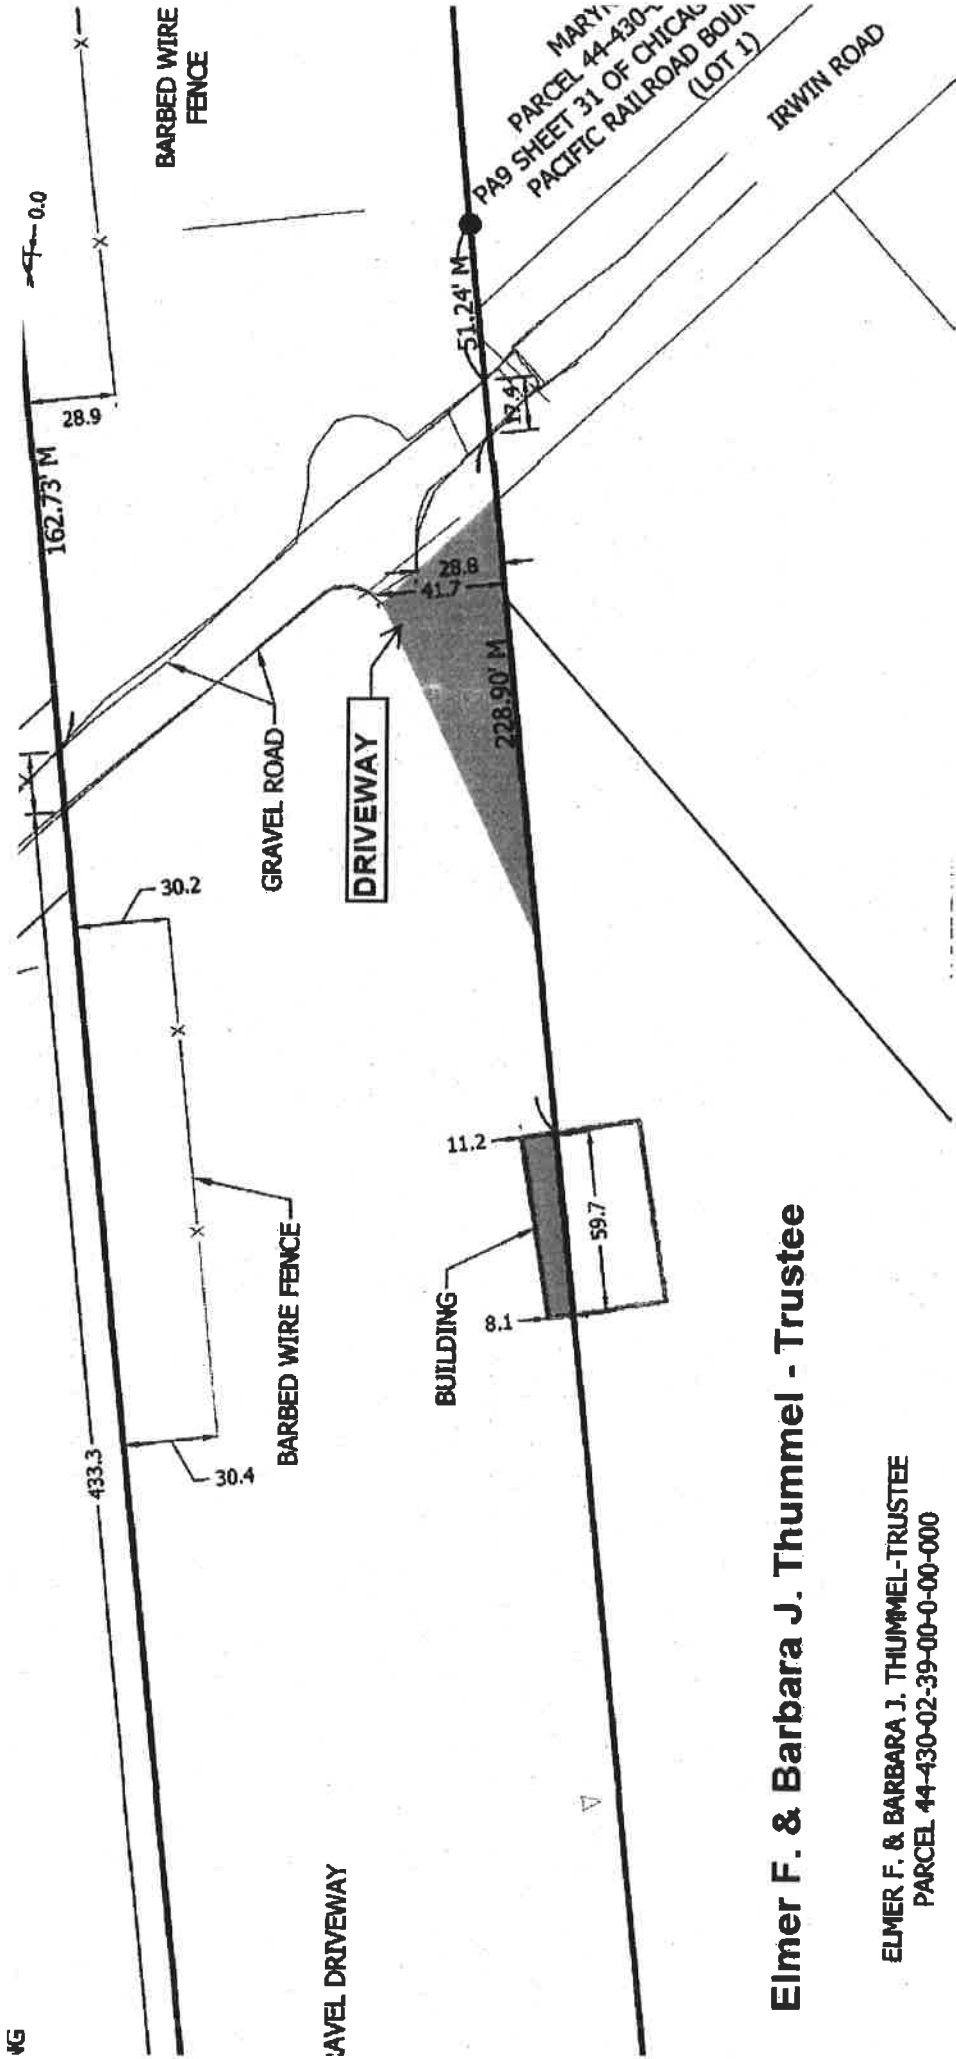 NG
433.3
162.73' M
0.0
28.9
BARBED WIRE
FENCE
30.4
30.2
BARBED WIRE FENCE
GRAVEL ROAD
DRIVEWAY
AVEL DRIVEWAY
BUILDING
8.1
11.2
59.7
28.8
41.7
228.90' M
17.4
51.24' M
PARCEL 44-430-
PA9 SHEET 31 OF CHICAG
PACIFIC RAILROAD BOUN
(LOT 1)
IRWIN ROAD
Elmer F. & Barbara J. Thummel - Trustee
ELMER F. & BARBARA J. THUMMEL-TRUSTEE
PARCEL 44-430-02-39-00-0-00-000